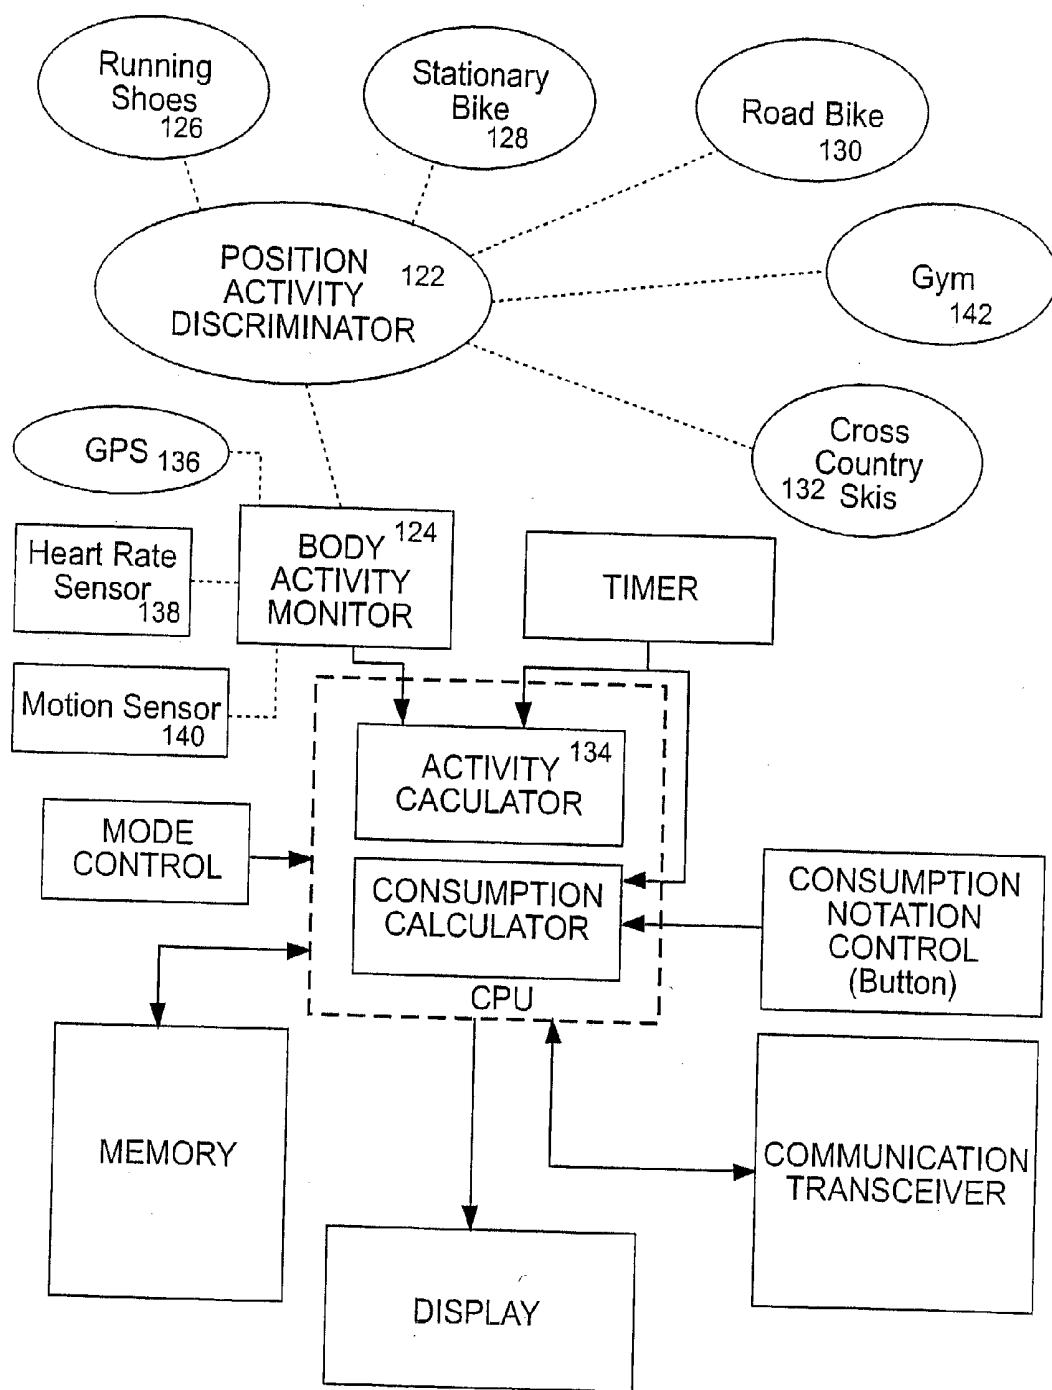 Running
Shoes
126
Stationary
Bike
128
Road Bike
130
POSITION
ACTIVITY
DISCRIMINATOR
122
Gym
142
Cross
Country
Skis
132
GPS 136
BODY
ACTIVITY
MONITOR
124
Heart Rate
Sensor
138
TIMER
Motion Sensor
140
ACTIVITY
CACULATOR
134
MODE
CONTROL
CONSUMPTION
CALCULATOR
CONSUMPTION
NOTATION
CONTROL
(Button)
CPU
MEMORY
COMMUNICATION
TRANSCEIVER
DISPLAY